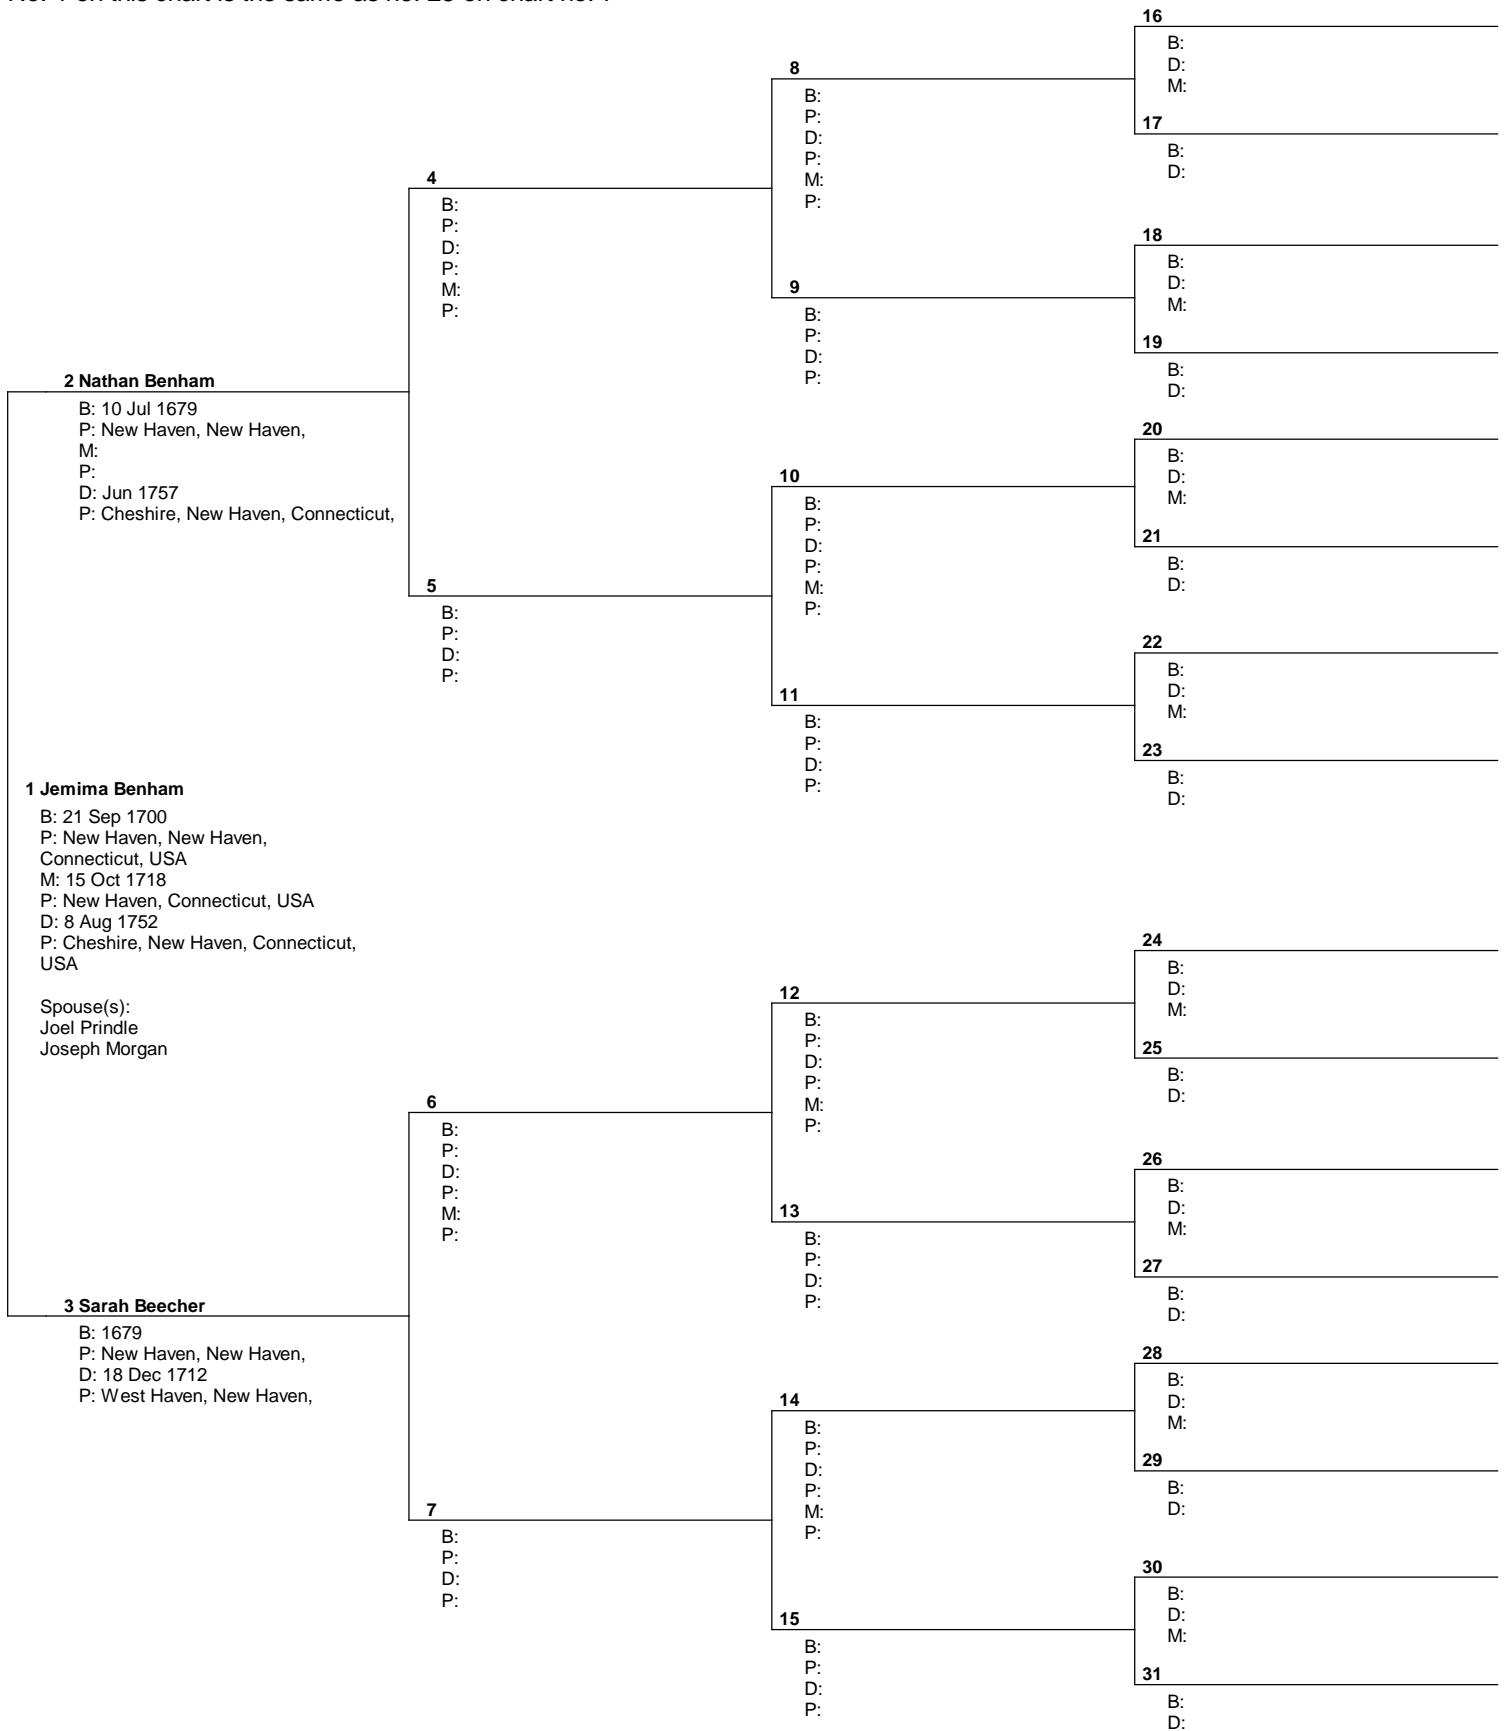 on this chart is the same as no. on chart no.
1 Jemima Benham
B: 21 Sep 1700
P: New Haven, New Haven,
Connecticut, USA
M: 15 Oct 1718
P: New Haven, Connecticut, USA
D: 8 Aug 1752
P: Cheshire, New Haven, Connecticut,
USA
Spouse(s):
Joel Prindle
Joseph Morgan
2 Nathan Benham
B: 10 Jul 1679
P: New Haven, New Haven,
M:
P:
D: Jun 1757
P: Cheshire, New Haven, Connecticut,
3 Sarah Beecher
B: 1679
P: New Haven, New Haven,
D: 18 Dec 1712
P: West Haven, New Haven,
4
B:
P:
D:
P:
M:
P:
5
B:
P:
D:
P:
6
B:
P:
D:
P:
M:
P:
7
B:
P:
D:
P:
8
B:
P:
D:
P:
M:
P:
9
B:
P:
D:
P:
10
B:
P:
D:
P:
M:
P:
11
B:
P:
D:
P:
12
B:
P:
D:
P:
M:
P:
13
B:
P:
D:
P:
14
B:
P:
D:
P:
M:
P:
15
B:
P:
D:
P:
16
B:
D:
M:
17
B:
D:
18
B:
D:
M:
19
B:
D:
20
B:
D:
M:
21
B:
D:
22
B:
D:
M:
23
B:
D:
24
B:
D:
M:
25
B:
D:
26
B:
D:
M:
27
B:
D:
28
B:
D:
M:
29
B:
D:
30
B:
D:
M:
31
B:
D: